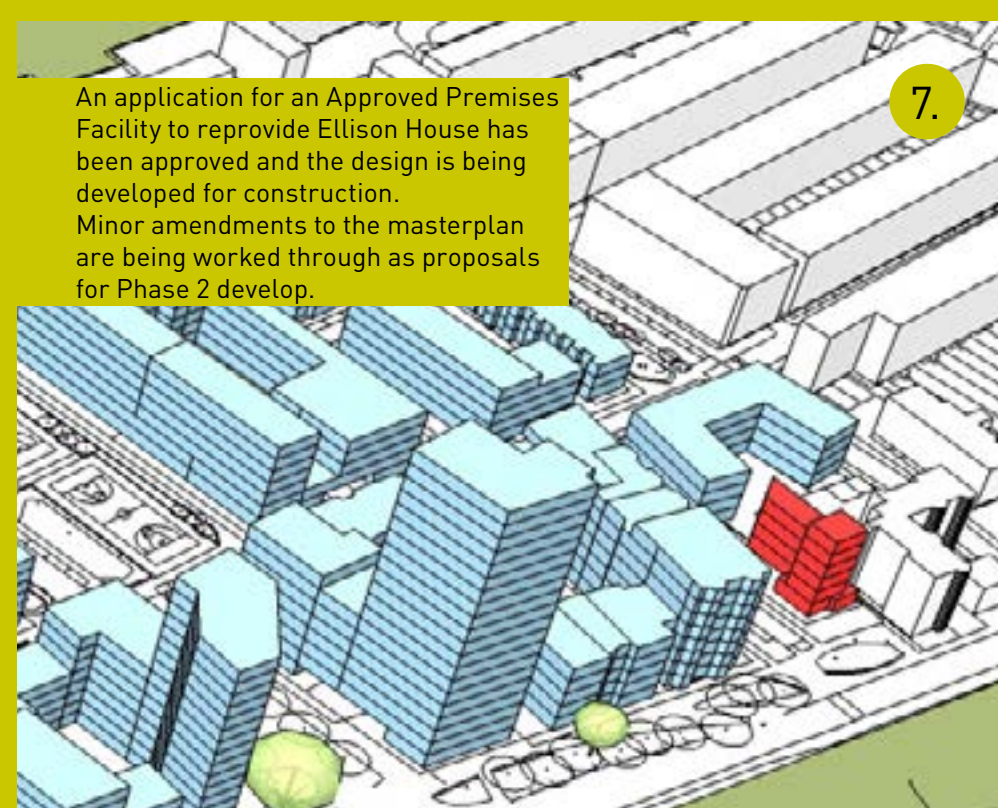 An application for an Approved Premises
Facility to reprovide Ellison House has
been approved and the design is being
developed for construction.
Minor amendments to the masterplan
are being worked through as proposals
for Phase 2 develop.
7.